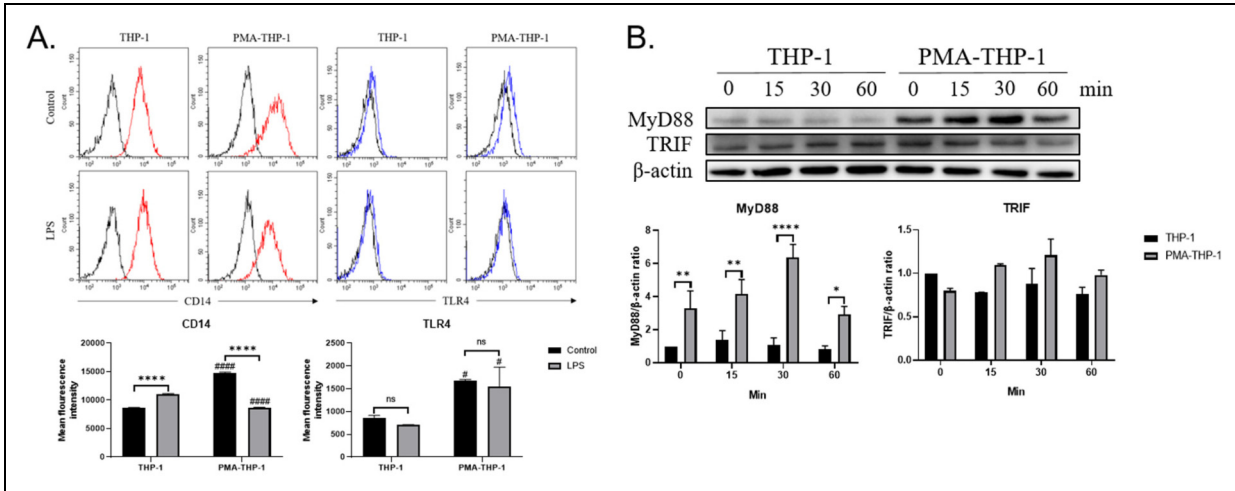 A.
THP-1 PMA-THP-1 THP-1 PMA-THP-1
Control
LPS
Count
CD14 TLR4
CD14
Mean flourescence intensity
20000
15000
10000
5000
0
####
****
****
####
THP-1 PMA-THP-1
TLR4
Mean flourescence intensity
2500
2000
1500
1000
500
0
ns
#
#
ns
THP-1 PMA-THP-1
Control
LPS
B.
THP-1 PMA-THP-1
0 15 30 60 0 15 30 60 min
MyD88
TRIF
β-actin
MyD88
MyD88/β-actin ratio
8
6
4
2
0
**
**
****
*
0 15 30 60
Min
TRIF
TRIF/β-actin ratio
1.5
1.0
0.5
0.0
0 15 30 60
Min
THP-1
PMA-THP-1